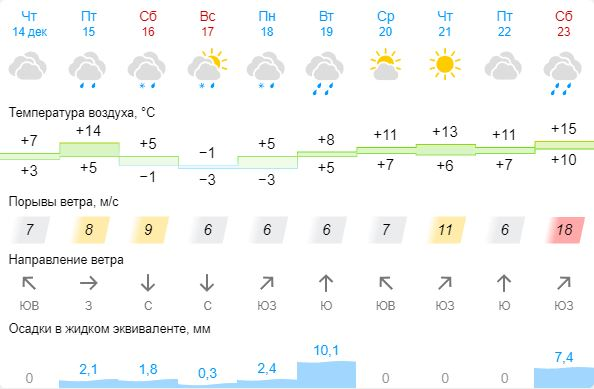 Чт Пт Сб Вс Пн Вт Ср Чт Пт Сб
14 дек 15 16 17 18 19 20 21 22 23
Температура воздуха, °C
+7 +14 +5 −1 +5 +8 +11 +13 +11 +15
+3 +5 −1 −3 −3 +5 +7 +6 +7 +10
Порывы ветра, м/с
7 8 9 6 6 6 7 11 6 18
Направление ветра
ЮВ З С С ЮЗ Ю ЮВ ЮЗ Ю ЮЗ
Осадки в жидком эквиваленте, мм
0 2,1 1,8 0,3 2,4 10,1 0 0 0 7,4